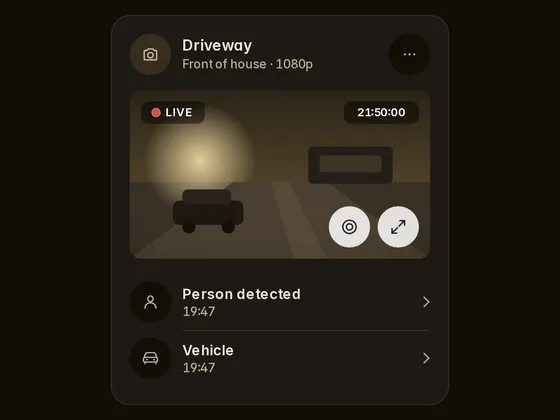 Driveway
Front of house · 1080p
LIVE
21:50:00
Person detected
19:47
Vehicle
19:47